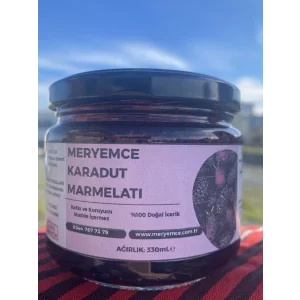 MERYEMCE
KARADUT
MARMELATI
Katkı ve Koruyucu
Madde İçermez
%100 Doğal İçerik
www.meryemce.com.tr
AĞIRLIK: 330mL℮